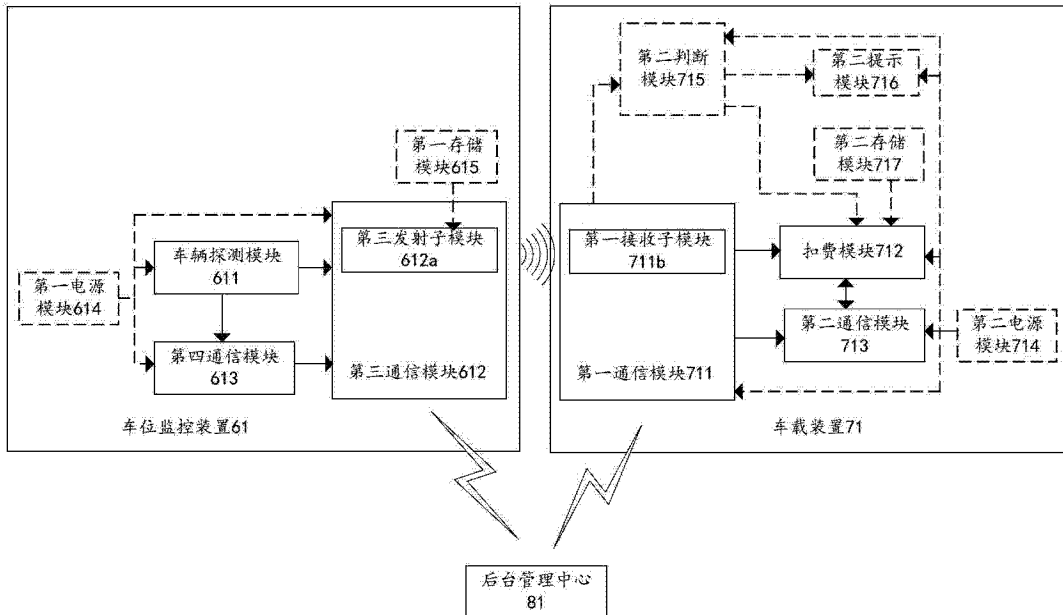 第二判断
模块715
第三提示
模块716
第一存储
模块615
第二存储
模块717
第三发射子模块
612a
第一接收子模块
711b
车辆探测模块
611
扣费模块712
第一电源
模块614
第二通信模块
713
第二电源
模块714
第四通信模块
613
第三通信模块612
第一通信模块711
车位监控装置61
车载装置71
后台管理中心
81